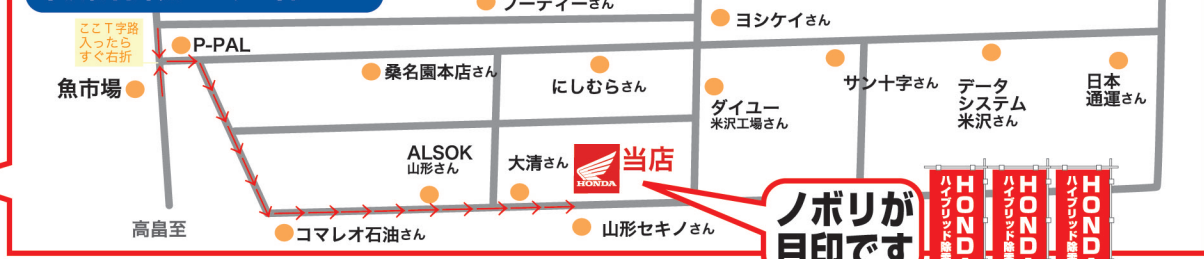 フーディーさん
ヨシケイさん
ここT字路
入ったら
すぐ右折
P-PAL
魚市場
桑名園本店さん
にしむらさん
サン十字さん
データ
システム
米沢さん
日本
通運さん
ダイユー
米沢工場さん
ALSOK
山形さん
大清さん
HONDA
当店
高畠至
コマレオ石油さん
山形セキノさん
ノボリが
目印です
HONDA
ハイブリッド除雪
HONDA
ハイブリッド除雪
HONDA
ハイブリッド除雪